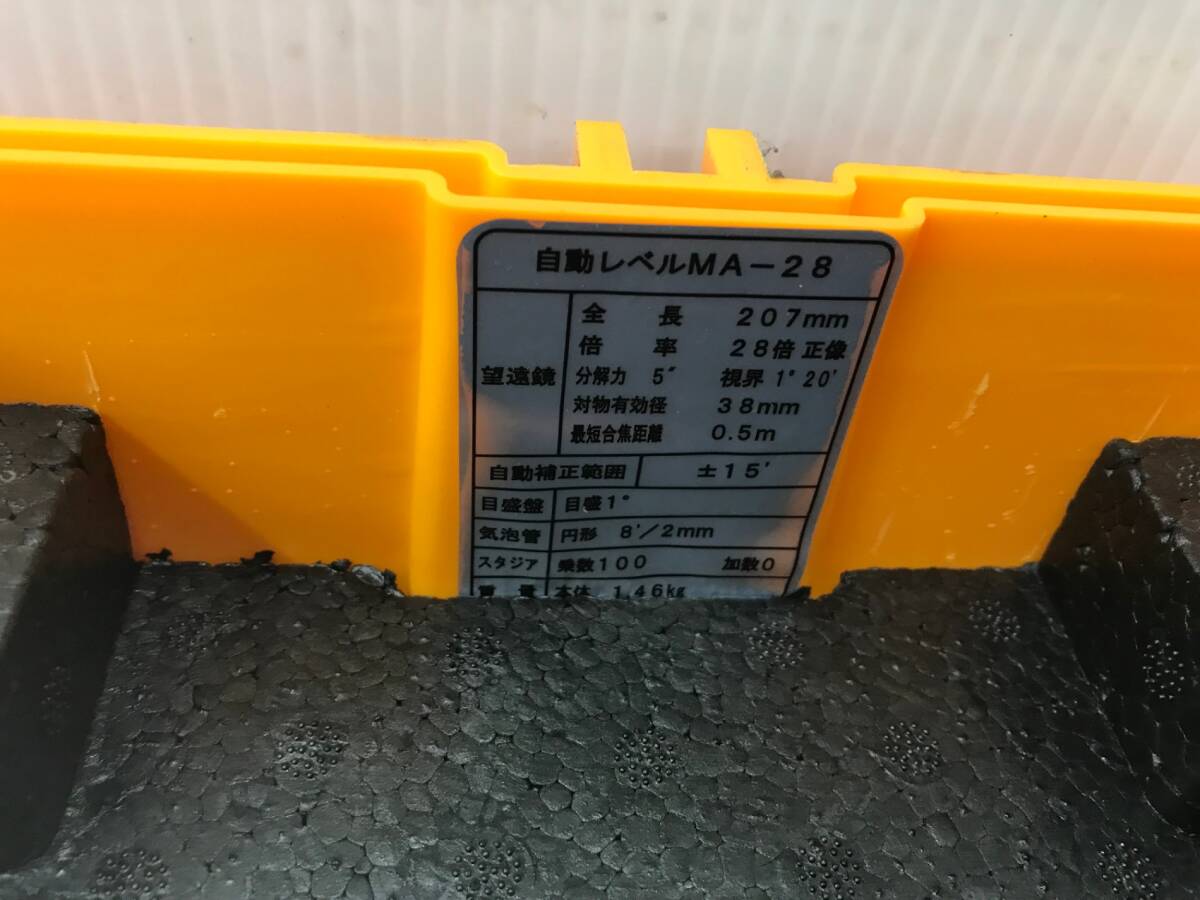 自動レベルMA-28
全長 207mm
倍率 28倍 正像
望遠鏡 分解力 5″ 視界 1°20′
対物有効径 38mm
最短合焦距離 0.5m
自動補正範囲 ±15′
目盛盤 目盛1°
気泡管 円形 8′/2mm
スタジア 乗数100 加数0
質量 本体 1.46kg